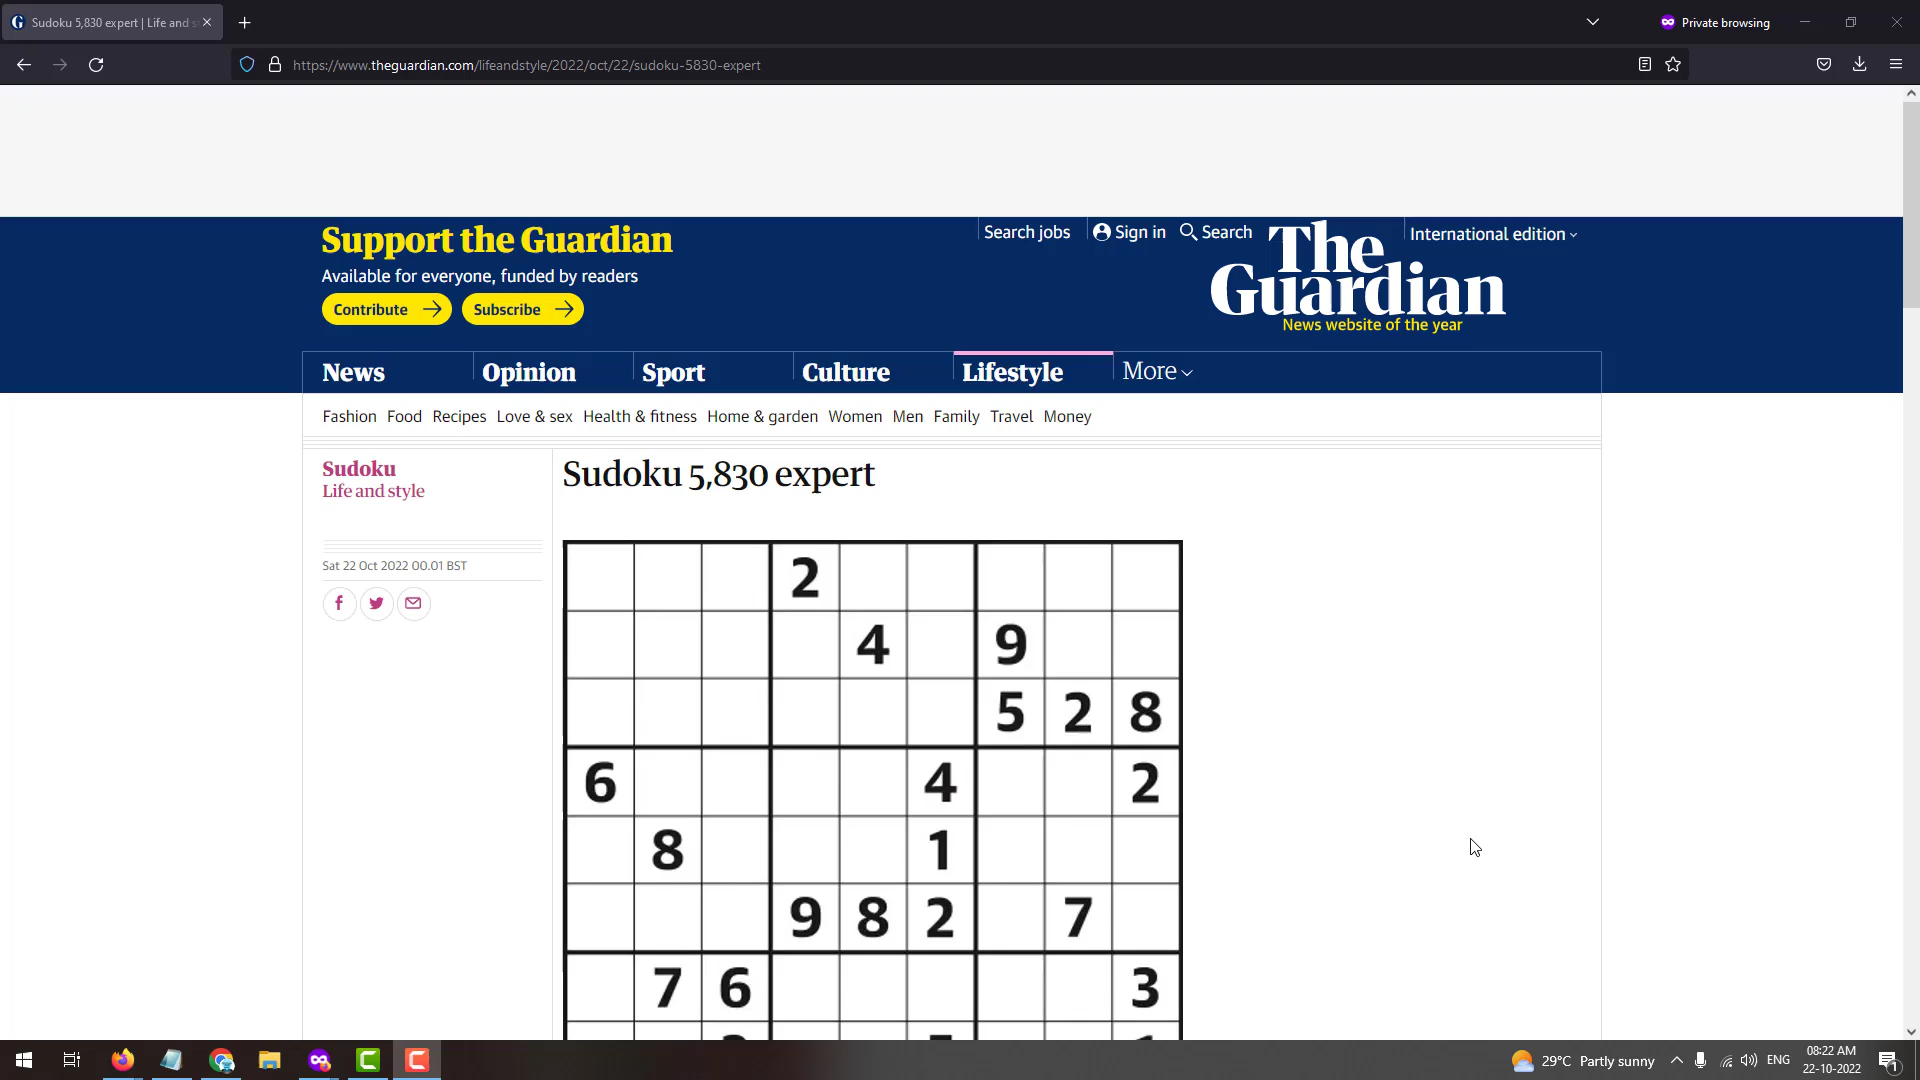 Sudoku 5,830 expert | Life and s
Private browsing
https://www.theguardian.com/lifeandstyle/2022/oct/22/sudoku-5830-expert
Support the Guardian
Available for everyone, funded by readers
Contribute
Subscribe
Search jobs
Sign in
Search
International edition
The Guardian
News website of the year
News Opinion Sport Culture Lifestyle More
Fashion Food Recipes Love & sex Health & fitness Home & garden Women Men Family Travel Money
Sudoku
Life and style
Sat 22 Oct 2022 00.01 BST
Sudoku 5,830 expert
2
4 9
5 2 8
6 4 2
8 1
9 8 2 7
7 6 3
29°C Partly sunny
ENG
08:22 AM
22-10-2022
1